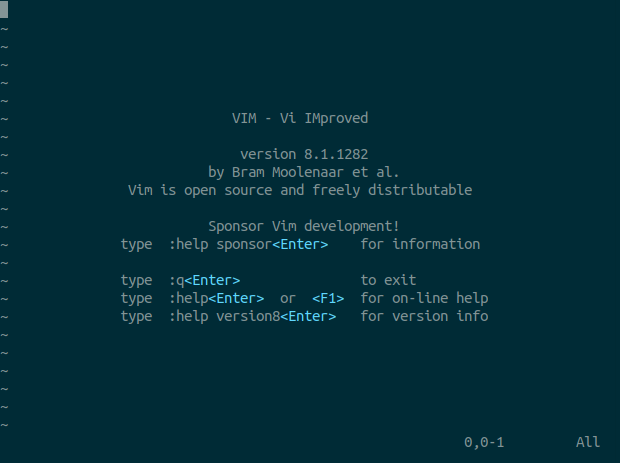 ~
~
~
~
~
~ VIM - Vi IMproved
~
~ version 8.1.1282
~ by Bram Moolenaar et al.
~ Vim is open source and freely distributable
~
~ Sponsor Vim development!
~ type :help sponsor<Enter> for information
~
~ type :q<Enter> to exit
~ type :help<Enter> or <F1> for on-line help
~ type :help version8<Enter> for version info
~
~
~
~
~
~
0,0-1 All